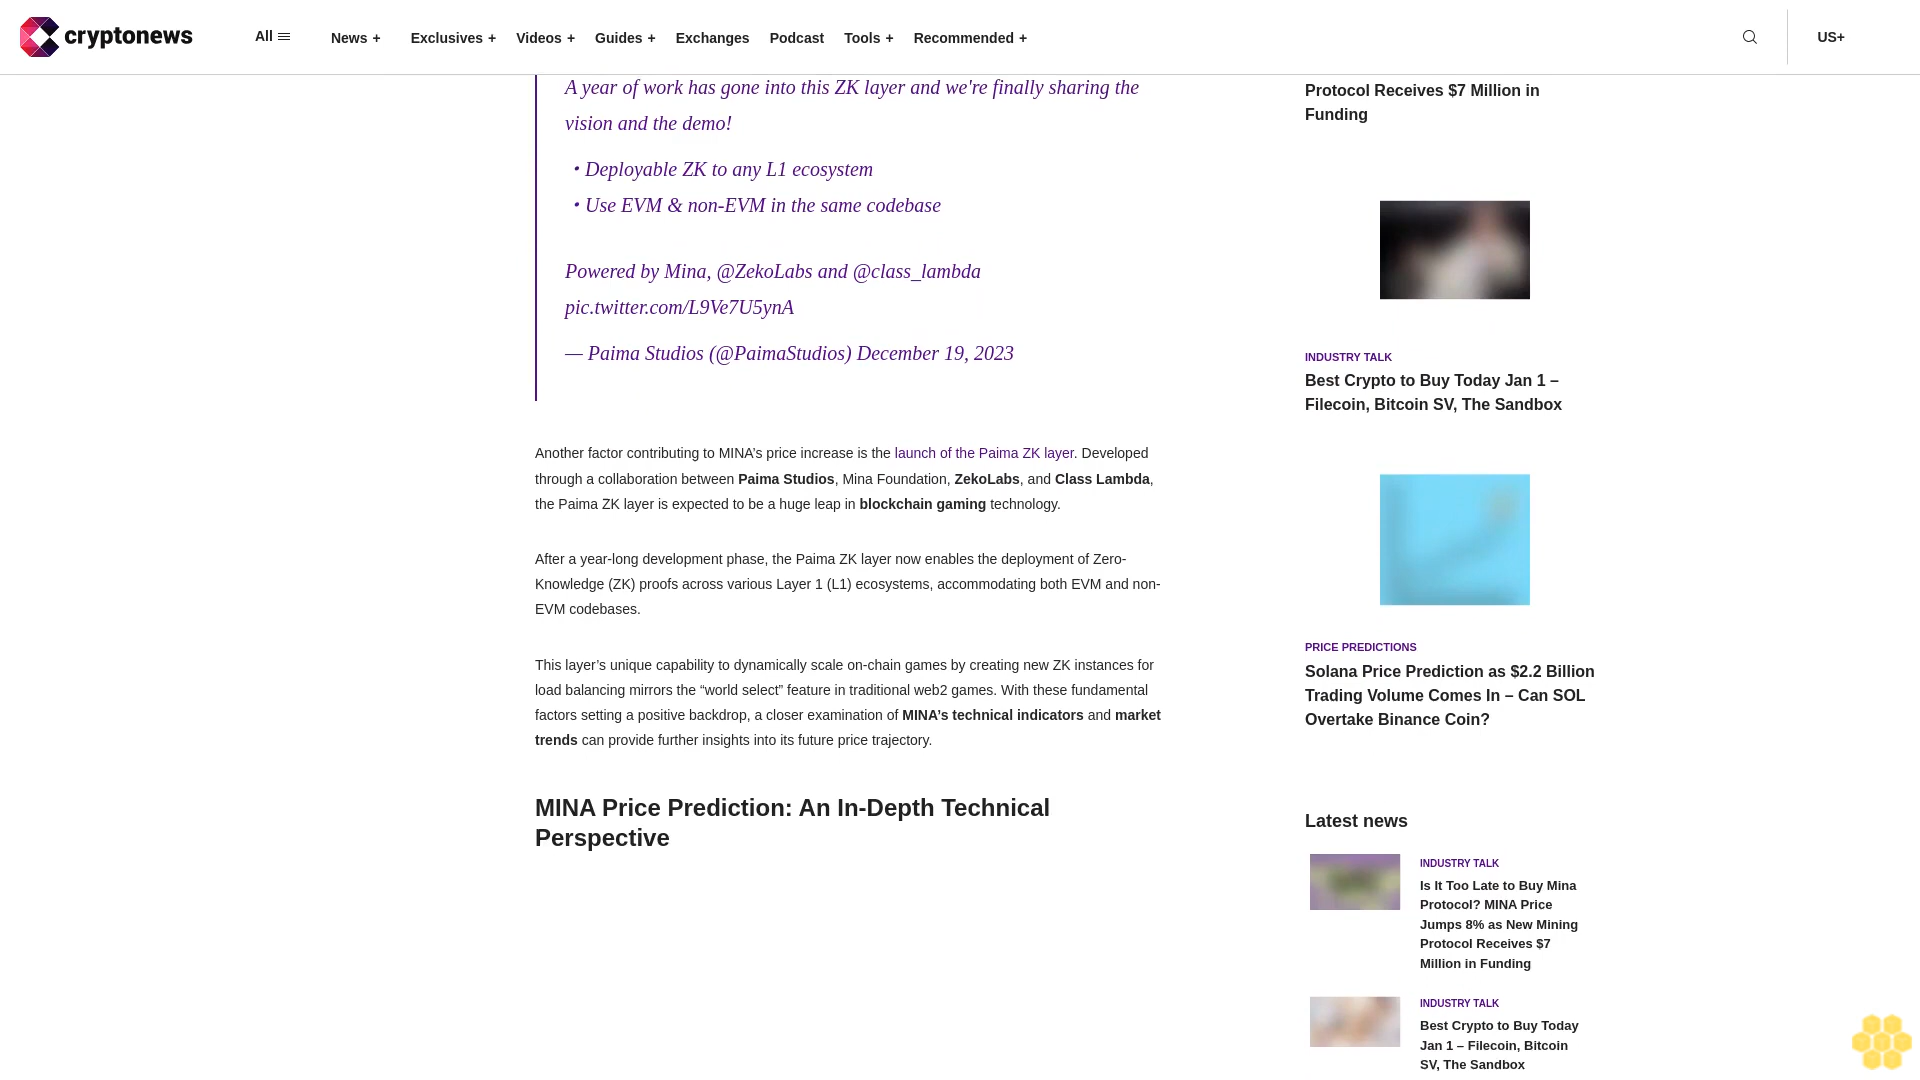 cryptonews
All
News +
Exclusives +
Videos +
Guides +
Exchanges
Podcast
Tools +
Recommended +
US+
A year of work has gone into this ZK layer and we're finally sharing the
vision and the demo!
・Deployable ZK to any L1 ecosystem
・Use EVM & non-EVM in the same codebase
Powered by Mina, @ZekoLabs and @class_lambda
pic.twitter.com/L9Ve7U5ynA
— Paima Studios (@PaimaStudios) December 19, 2023
Another factor contributing to MINA’s price increase is the launch of the Paima ZK layer. Developed
through a collaboration between Paima Studios, Mina Foundation, ZekoLabs, and Class Lambda,
the Paima ZK layer is expected to be a huge leap in blockchain gaming technology.
After a year-long development phase, the Paima ZK layer now enables the deployment of Zero-
Knowledge (ZK) proofs across various Layer 1 (L1) ecosystems, accommodating both EVM and non-
EVM codebases.
This layer’s unique capability to dynamically scale on-chain games by creating new ZK instances for
load balancing mirrors the “world select” feature in traditional web2 games. With these fundamental
factors setting a positive backdrop, a closer examination of MINA’s technical indicators and market
trends can provide further insights into its future price trajectory.
MINA Price Prediction: An In-Depth Technical
Perspective
Protocol Receives $7 Million in
Funding
INDUSTRY TALK
Best Crypto to Buy Today Jan 1 –
Filecoin, Bitcoin SV, The Sandbox
PRICE PREDICTIONS
Solana Price Prediction as $2.2 Billion
Trading Volume Comes In – Can SOL
Overtake Binance Coin?
Latest news
INDUSTRY TALK
Is It Too Late to Buy Mina
Protocol? MINA Price
Jumps 8% as New Mining
Protocol Receives $7
Million in Funding
INDUSTRY TALK
Best Crypto to Buy Today
Jan 1 – Filecoin, Bitcoin
SV, The Sandbox